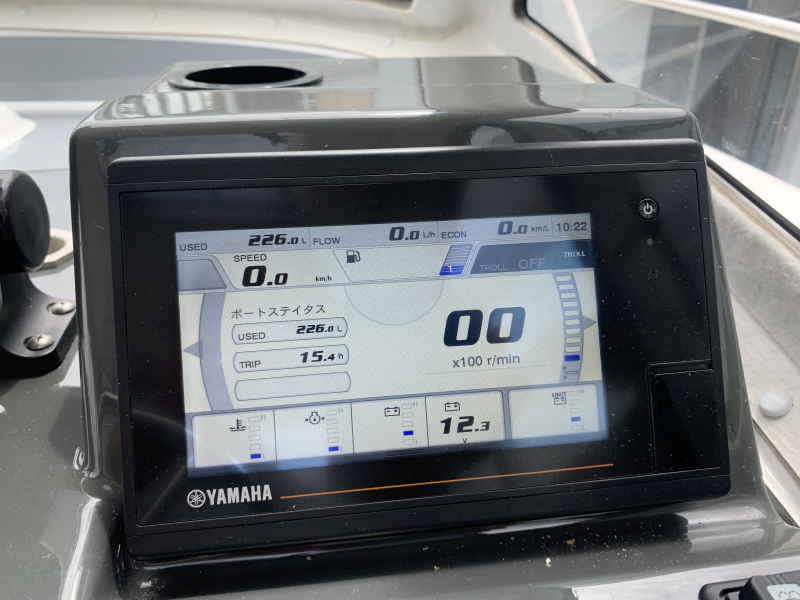 USED 226.0 L FLOW 0.0 L/h ECON 0.0 km/L 10:22
SPEED
0.0 km/h
TROLL OFF TROLL
ボートステイタス
USED 226.0 L
TRIP 15.4 h
00
x100 r/min
H H H H
UNIT
12.3
V
L L L L
YAMAHA